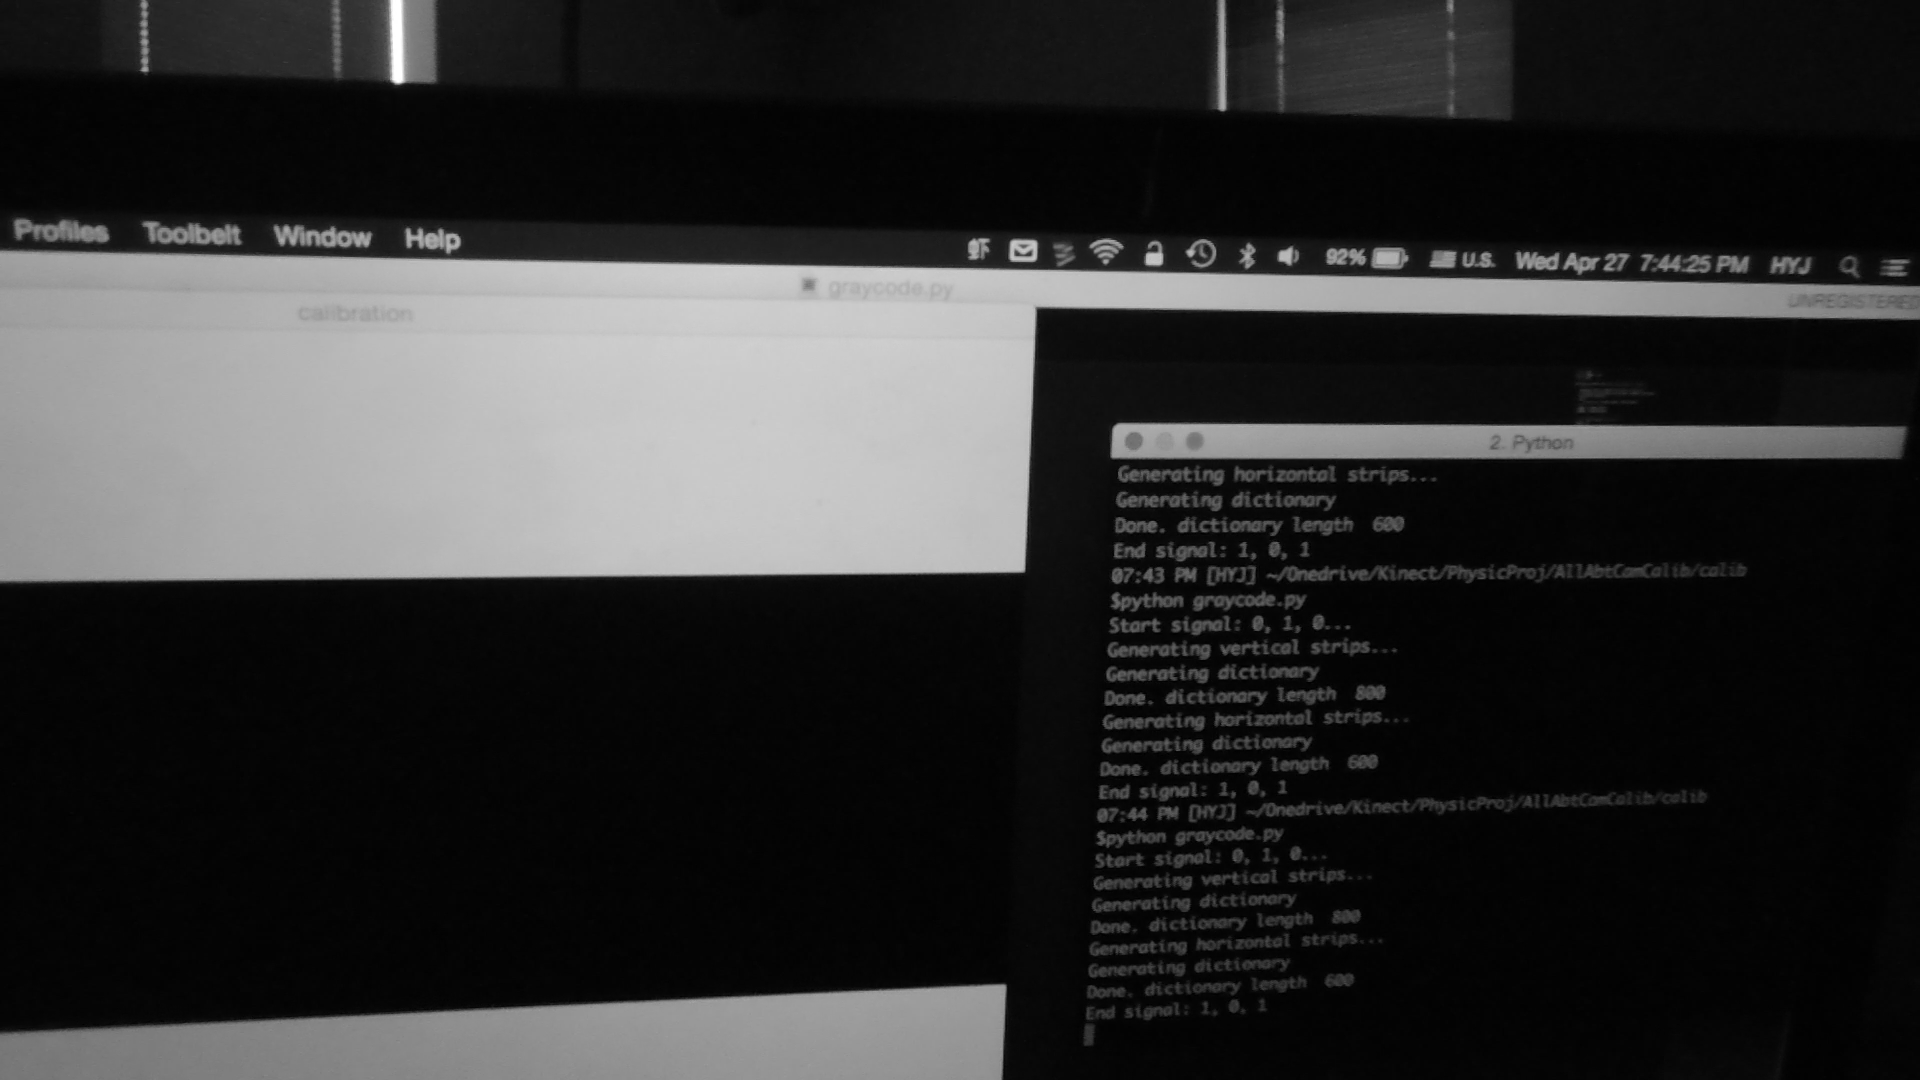 Profiles Toolbelt Window Help 92% U.S. Wed Apr 27 7:44:25 PM HYJ
graycode.py
UNREGISTERED
calibration
2. Python
Generating horizontal strips...
Generating dictionary
Done. dictionary length 600
End signal: 1, 0, 1
07:43 PM [HYJ] ~/Onedrive/Kinect/PhysicProj/AllAbtCamCalib/calib
$python graycode.py
Start signal: 0, 1, 0...
Generating vertical strips...
Generating dictionary
Done. dictionary length 800
Generating horizontal strips...
Generating dictionary
Done. dictionary length 600
End signal: 1, 0, 1
07:44 PM [HYJ] ~/Onedrive/Kinect/PhysicProj/AllAbtCamCalib/calib
$python graycode.py
Start signal: 0, 1, 0...
Generating vertical strips...
Generating dictionary
Done. dictionary length 800
Generating horizontal strips...
Generating dictionary
Done. dictionary length 600
End signal: 1, 0, 1